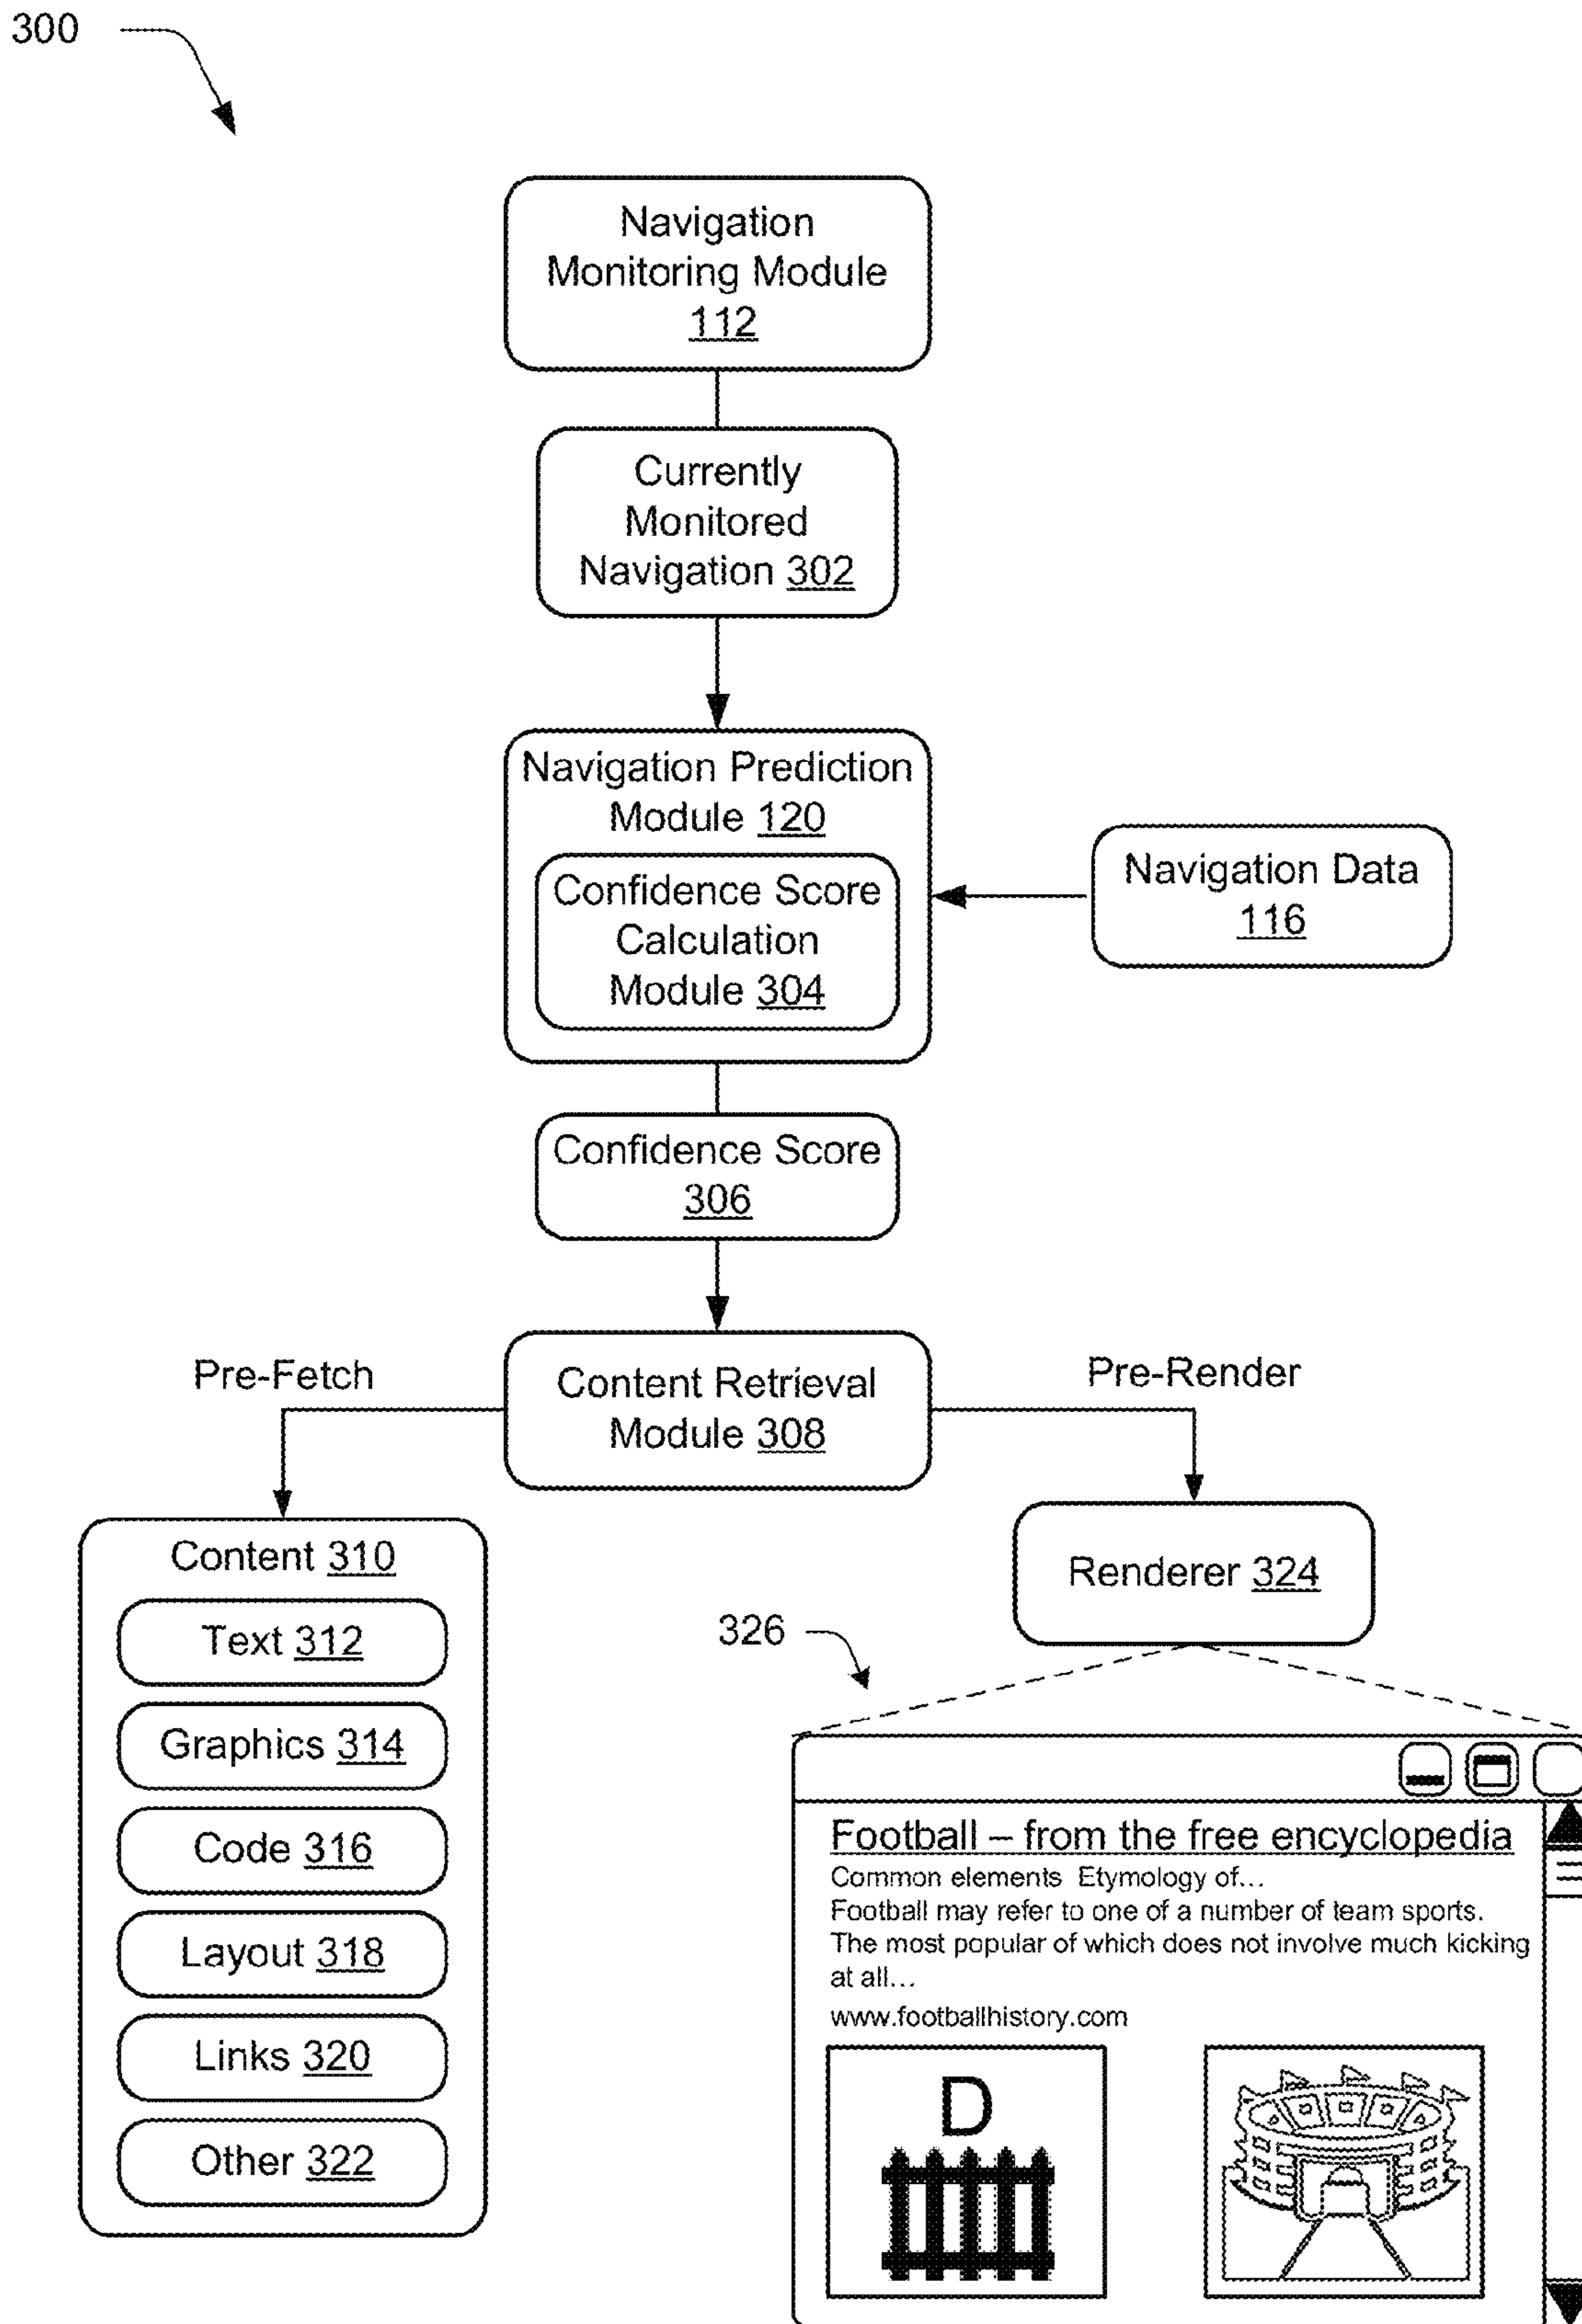 300
Navigation
Monitoring Module
112
Currently
Monitored
Navigation 302
Navigation Prediction
Module 120
Confidence Score
Calculation
Module 304
Navigation Data
116
Confidence Score
306
Pre-Fetch
Content Retrieval
Module 308
Pre-Render
Content 310
Text 312
Graphics 314
Code 316
Layout 318
Links 320
Other 322
Renderer 324
326
Football – from the free encyclopedia
Common elements Etymology of...
Football may refer to one of a number of team sports.
The most popular of which does not involve much kicking
at all...
www.footballhistory.com
D